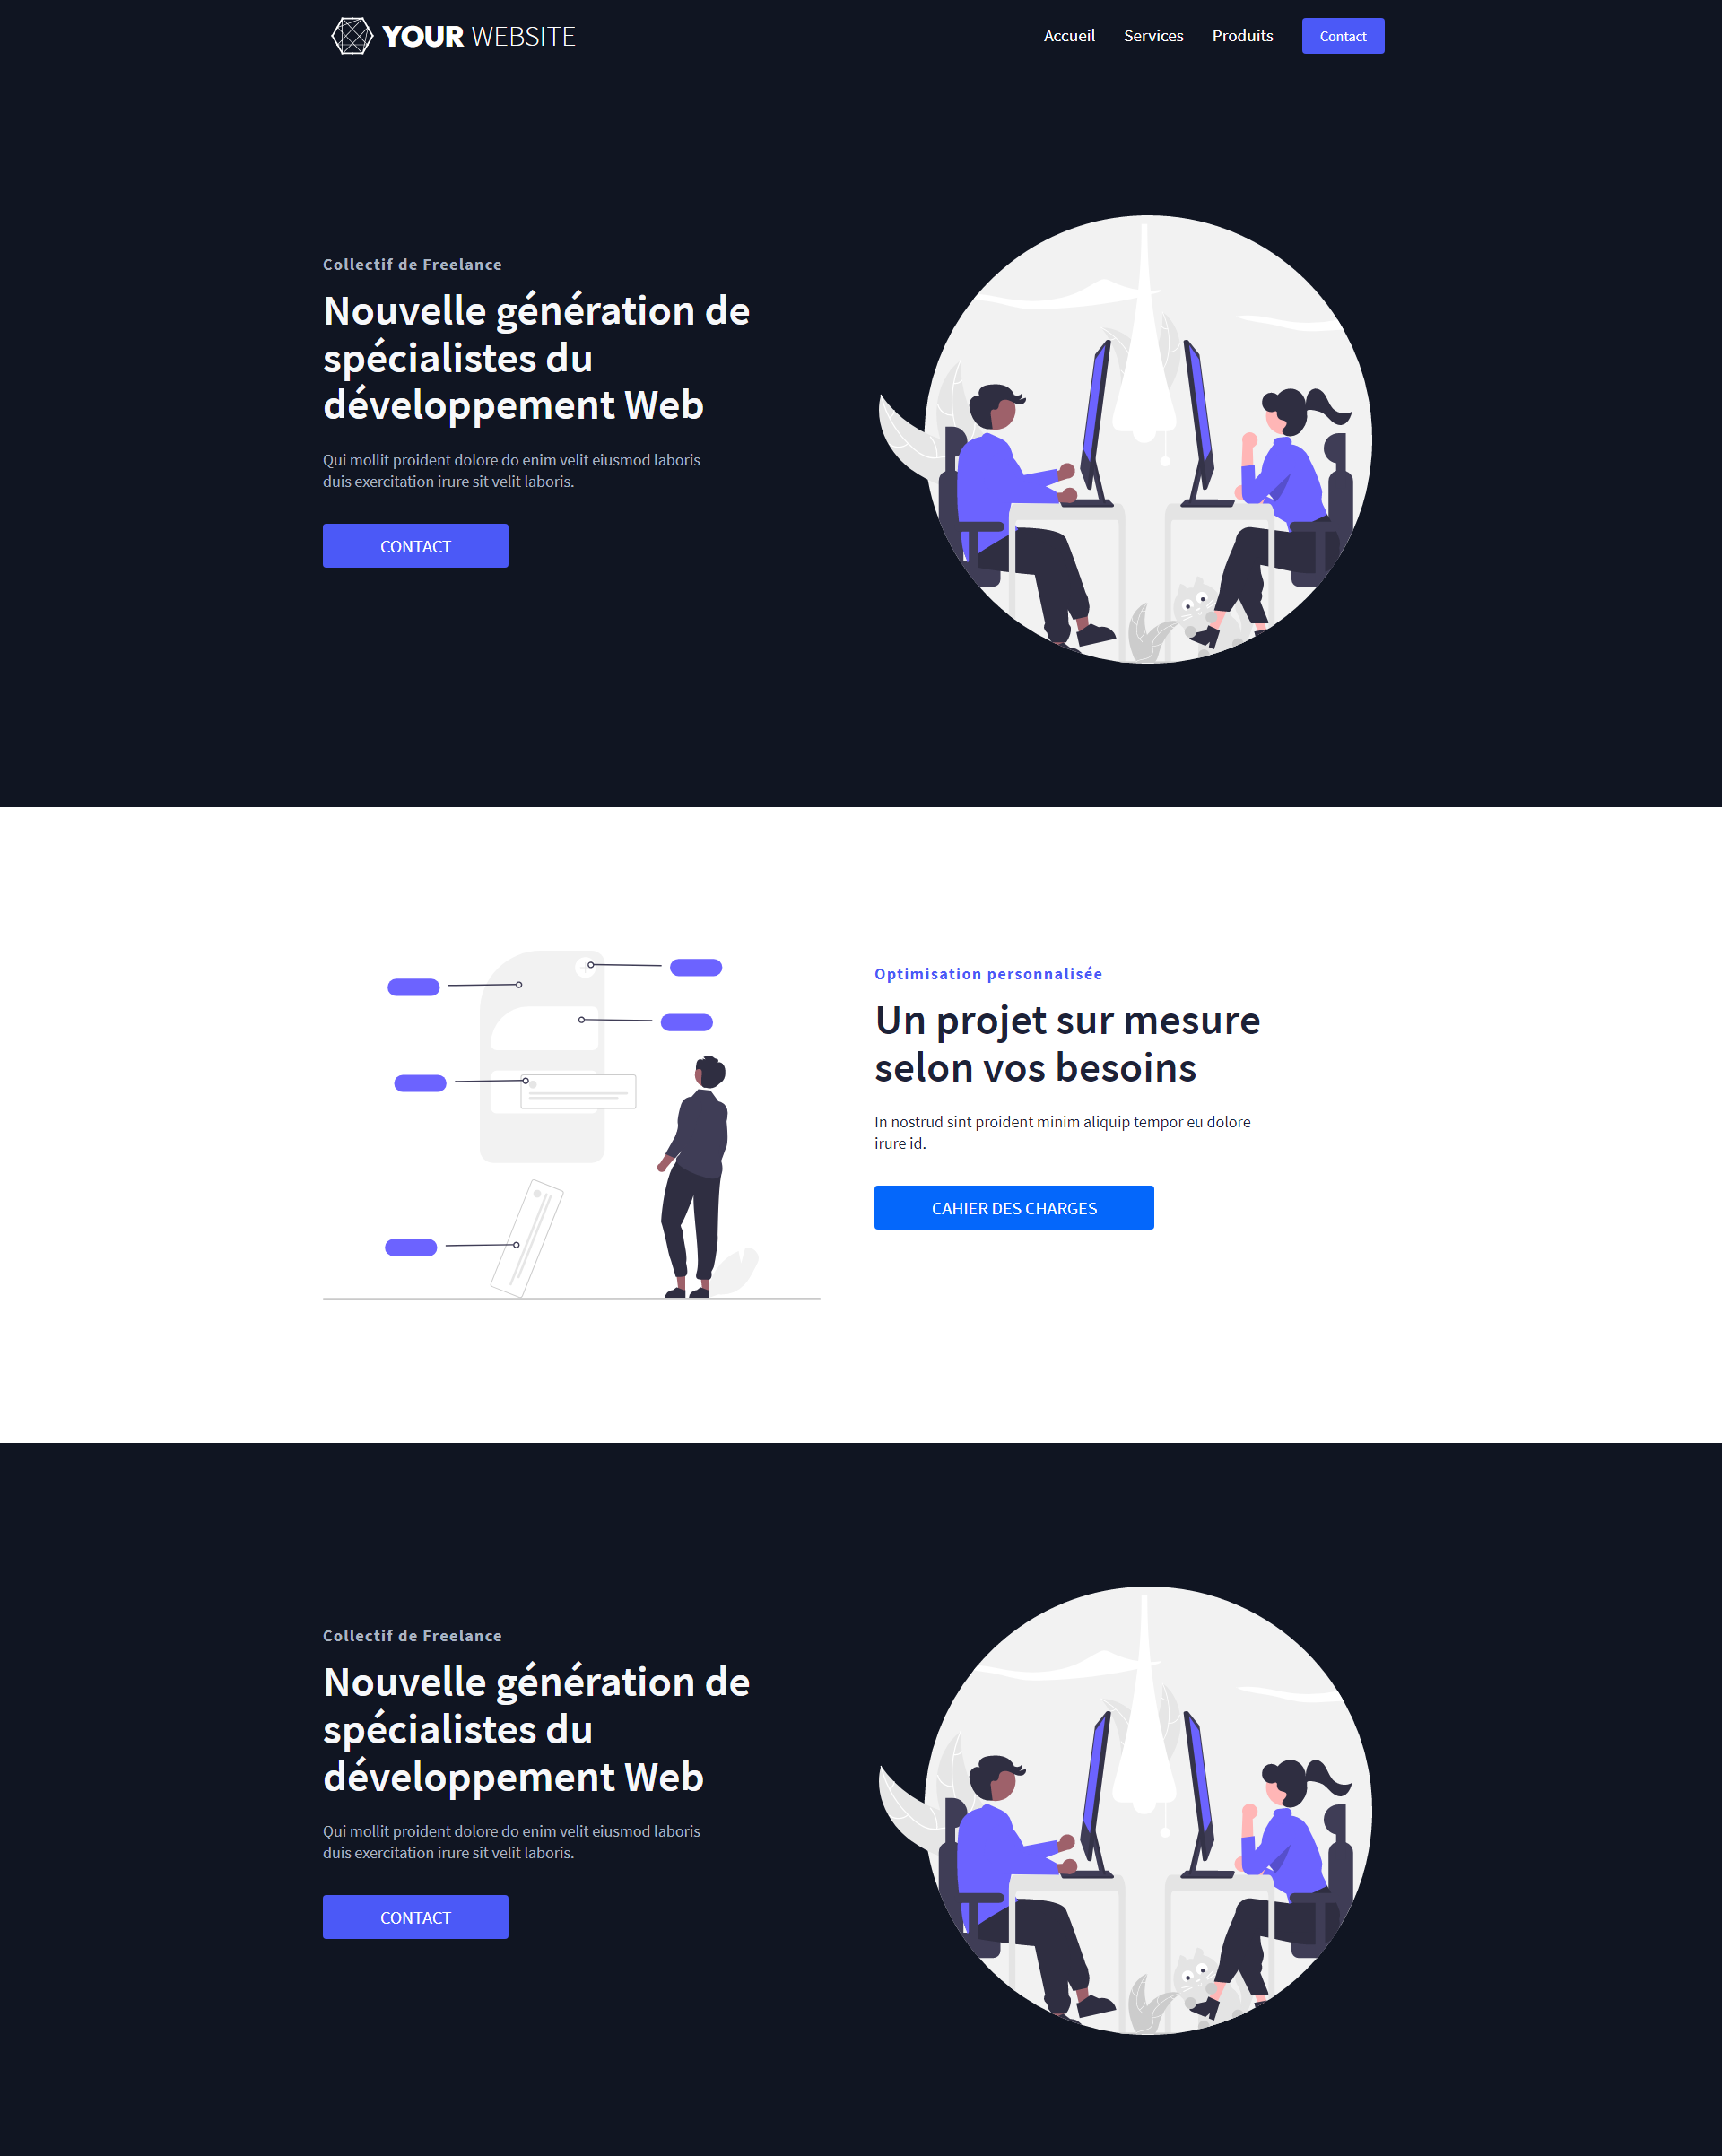 YOUR WEBSITE
Accueil Services Produits Contact
Collectif de Freelance
Nouvelle génération de
spécialistes du
développement Web
Qui mollit proident dolore do enim velit eiusmod laboris
duis exercitation irure sit velit laboris.
CONTACT
Optimisation personnalisée
Un projet sur mesure
selon vos besoins
In nostrud sint proident minim aliquip tempor eu dolore
irure id.
CAHIER DES CHARGES
Collectif de Freelance
Nouvelle génération de
spécialistes du
développement Web
Qui mollit proident dolore do enim velit eiusmod laboris
duis exercitation irure sit velit laboris.
CONTACT